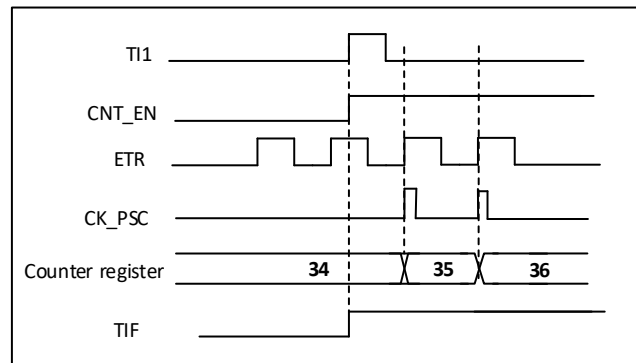 TI1
CNT_EN
ETR
CK_PSC
Counter register 34 35 36
TIF